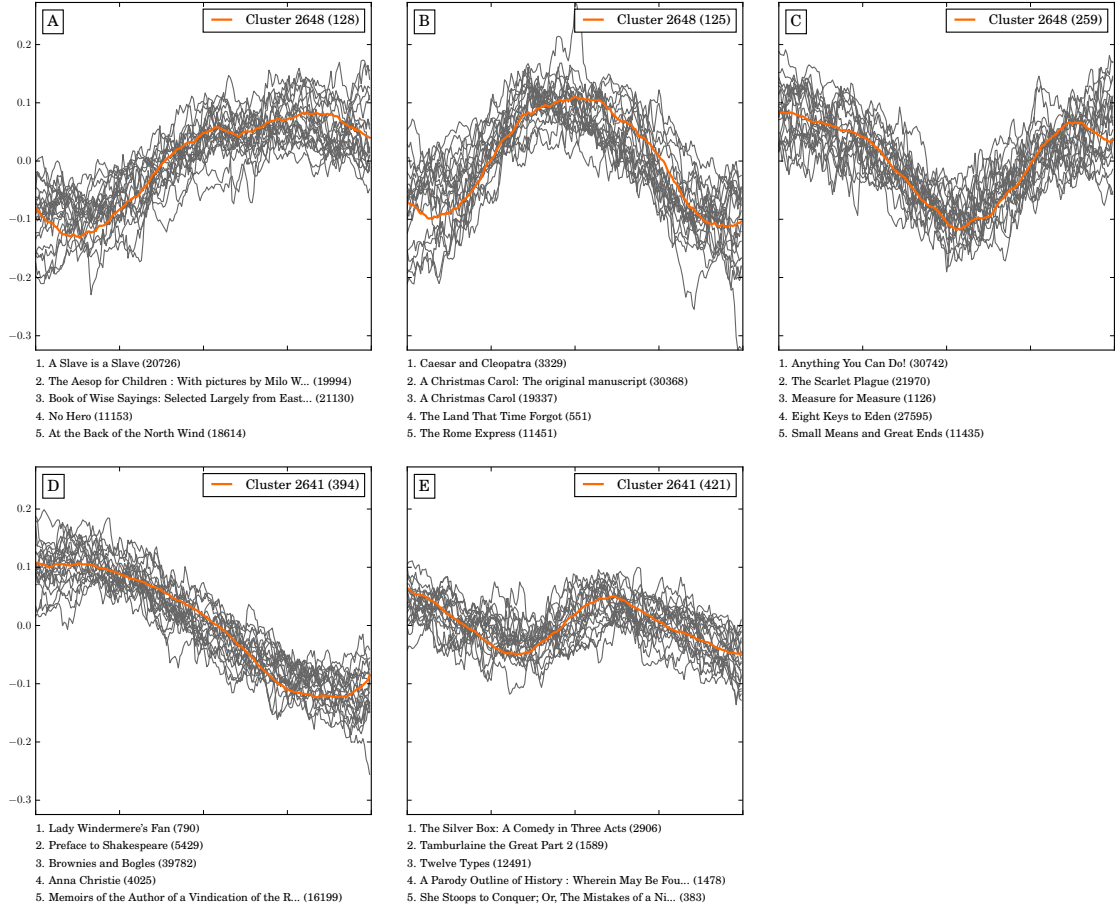 A
Cluster 2648 (128)
B
Cluster 2648 (125)
C
Cluster 2648 (259)
0.2
0.1
0.0
−0.1
−0.2
−0.3
1. A Slave is a Slave (20726)
2. The Aesop for Children : With pictures by Milo W... (19994)
3. Book of Wise Sayings: Selected Largely from East... (21130)
4. No Hero (11153)
5. At the Back of the North Wind (18614)
1. Caesar and Cleopatra (3329)
2. A Christmas Carol: The original manuscript (30368)
3. A Christmas Carol (19337)
4. The Land That Time Forgot (551)
5. The Rome Express (11451)
1. Anything You Can Do! (30742)
2. The Scarlet Plague (21970)
3. Measure for Measure (1126)
4. Eight Keys to Eden (27595)
5. Small Means and Great Ends (11435)
D
Cluster 2641 (394)
E
Cluster 2641 (421)
0.2
0.1
0.0
−0.1
−0.2
−0.3
1. Lady Windermere's Fan (790)
2. Preface to Shakespeare (5429)
3. Brownies and Bogles (39782)
4. Anna Christie (4025)
5. Memoirs of the Author of a Vindication of the R... (16199)
1. The Silver Box: A Comedy in Three Acts (2906)
2. Tamburlaine the Great Part 2 (1589)
3. Twelve Types (12491)
4. A Parody Outline of History : Wherein May Be Fou... (1478)
5. She Stoops to Conquer; Or, The Mistakes of a Ni... (383)